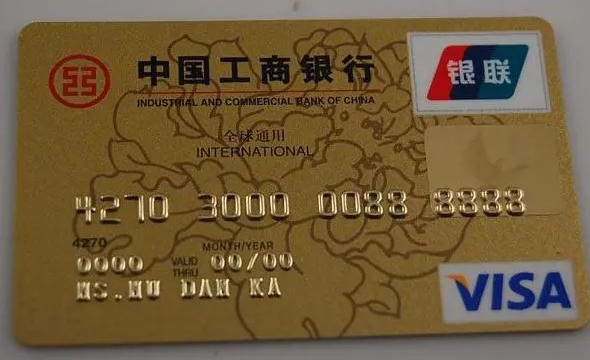 中国工商银行
INDUSTRIAL AND COMMERCIAL BANK OF CHINA
银联
全球通用
INTERNATIONAL
4270 3000 0088 8888
4270
MONTH/YEAR
0000 VALID THRU 00/00
MS.MU DAN KA
VISA